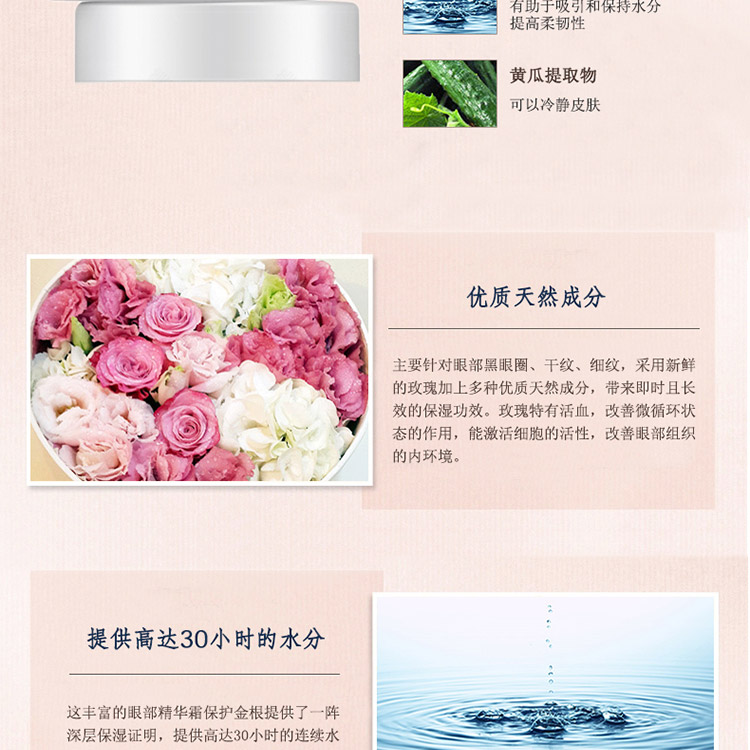 有助于吸引和保持水分
提高柔韧性
黄瓜提取物
可以冷静皮肤
优质天然成分
主要针对眼部黑眼圈、干纹、细纹，采用新鲜
的玫瑰加上多种优质天然成分，带来即时且长
效的保湿功效。玫瑰特有活血，改善微循环状
态的作用，能激活细胞的活性，改善眼部组织
的内环境。
提供高达30小时的水分
这丰富的眼部精华霜保护金根提供了一阵
深层保湿证明，提供高达30小时的连续水